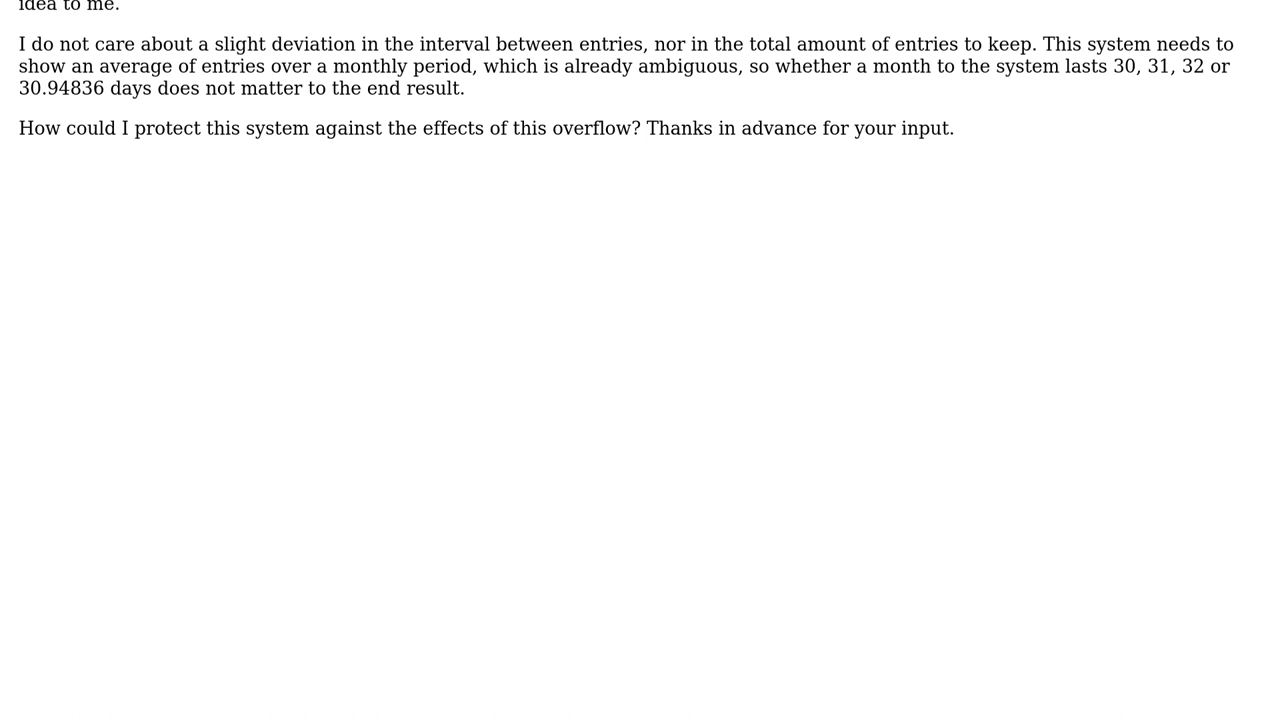 idea to me.
I do not care about a slight deviation in the interval between entries, nor in the total amount of entries to keep. This system needs to
show an average of entries over a monthly period, which is already ambiguous, so whether a month to the system lasts 30, 31, 32 or
30.94836 days does not matter to the end result.
How could I protect this system against the effects of this overflow? Thanks in advance for your input.